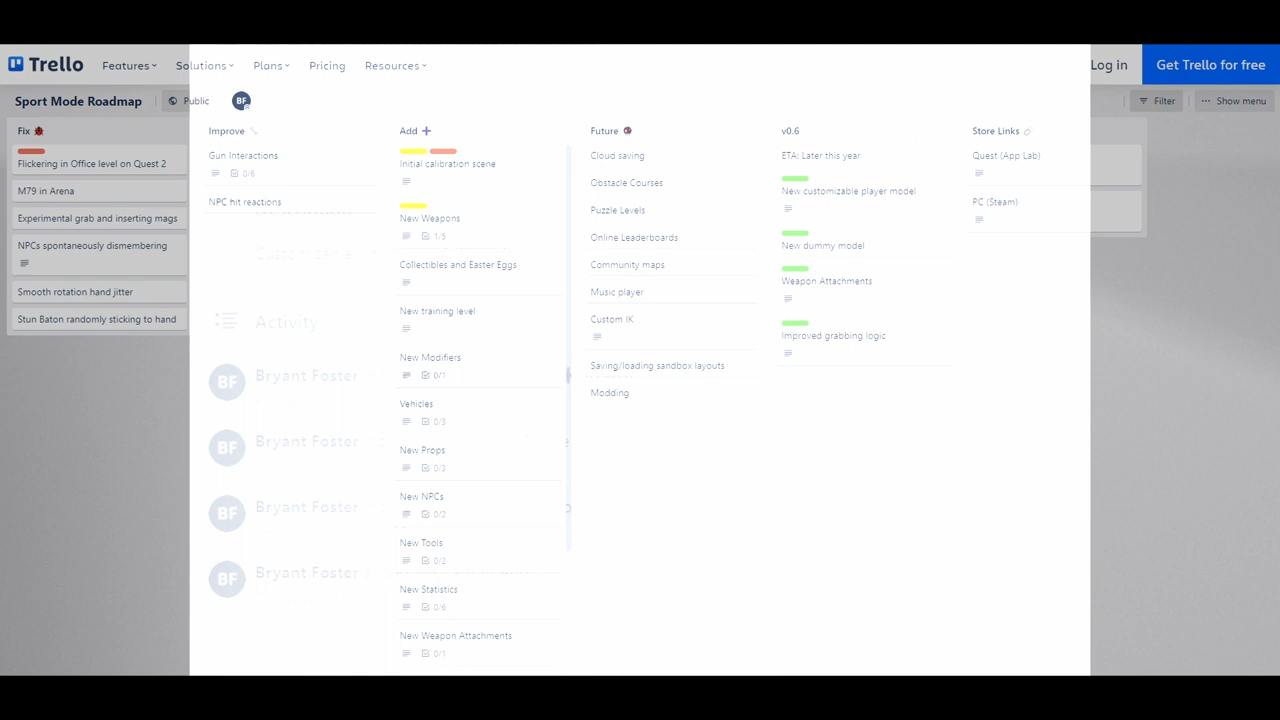 Trello
Features Solutions Plans Pricing Resources
Log in
Get Trello for free
Sport Mode Roadmap
Public
BF
Filter
Show menu
Fix
Flickering in Office level on Quest 2
M79 in Arena
Experimental grab and inserting mags
NPCs spontaneously dismembering
Smooth rotation hand jitter
Stun Baton randomly sticking to hand
Improve
Gun Interactions
0/6
NPC hit reactions
Activity
BF
Bryant Foster
BF
Bryant Foster
BF
Bryant Foster
BF
Bryant Foster
Add
Initial calibration scene
New Weapons
1/5
Collectibles and Easter Eggs
New training level
New Modifiers
0/1
Vehicles
0/3
New Props
0/3
New NPCs
0/2
New Tools
0/2
New Statistics
0/6
New Weapon Attachments
0/1
Future
Cloud saving
Obstacle Courses
Puzzle Levels
Online Leaderboards
Community maps
Music player
Custom IK
Saving/loading sandbox layouts
Modding
v0.6
ETA: Later this year
New customizable player model
New dummy model
Weapon Attachments
Improved grabbing logic
Store Links
Quest (App Lab)
PC (Steam)